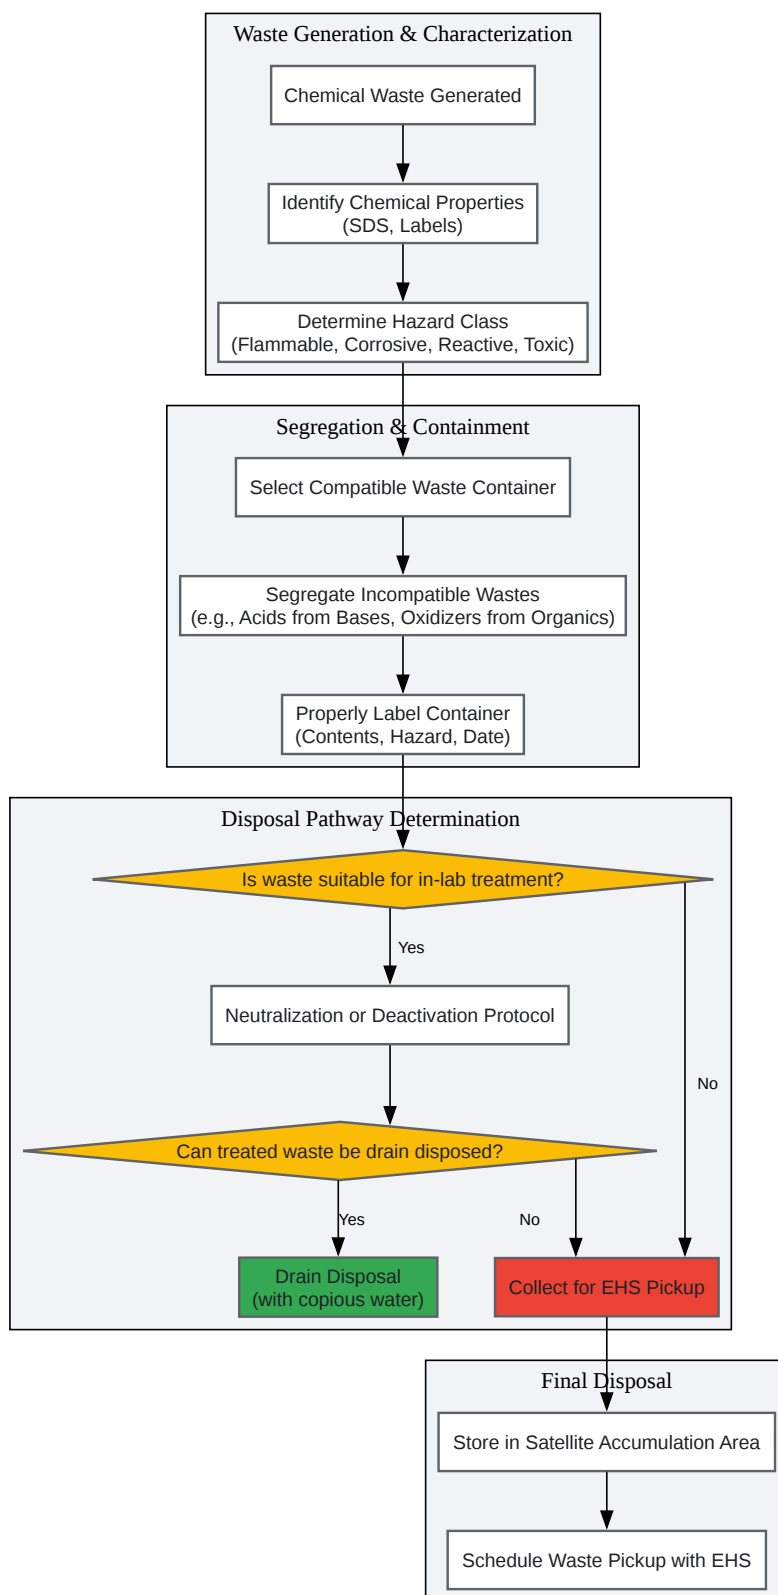 Waste Generation & Characterization
Chemical Waste Generated
Identify Chemical Properties
(SDS, Labels)
Determine Hazard Class
(Flammable, Corrosive, Reactive, Toxic)
Segregation & Containment
Select Compatible Waste Container
Segregate Incompatible Wastes
(e.g., Acids from Bases, Oxidizers from Organics)
Properly Label Container
(Contents, Hazard, Date)
Disposal Pathway Determination
Is waste suitable for in-lab treatment?
Yes
Neutralization or Deactivation Protocol
No
Can treated waste be drain disposed?
Yes
No
Drain Disposal
(with copious water)
Collect for EHS Pickup
Final Disposal
Store in Satellite Accumulation Area
Schedule Waste Pickup with EHS